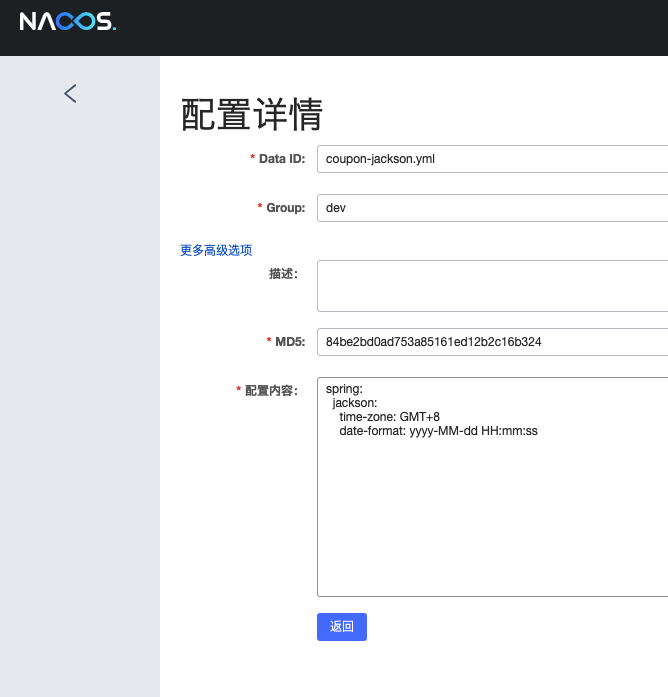 NACOS.
配置详情
* Data ID: coupon-jackson.yml
* Group: dev
更多高级选项
描述：
* MD5: 84be2bd0ad753a85161ed12b2c16b324
* 配置内容： spring:
jackson:
time-zone: GMT+8
date-format: yyyy-MM-dd HH:mm:ss
返回